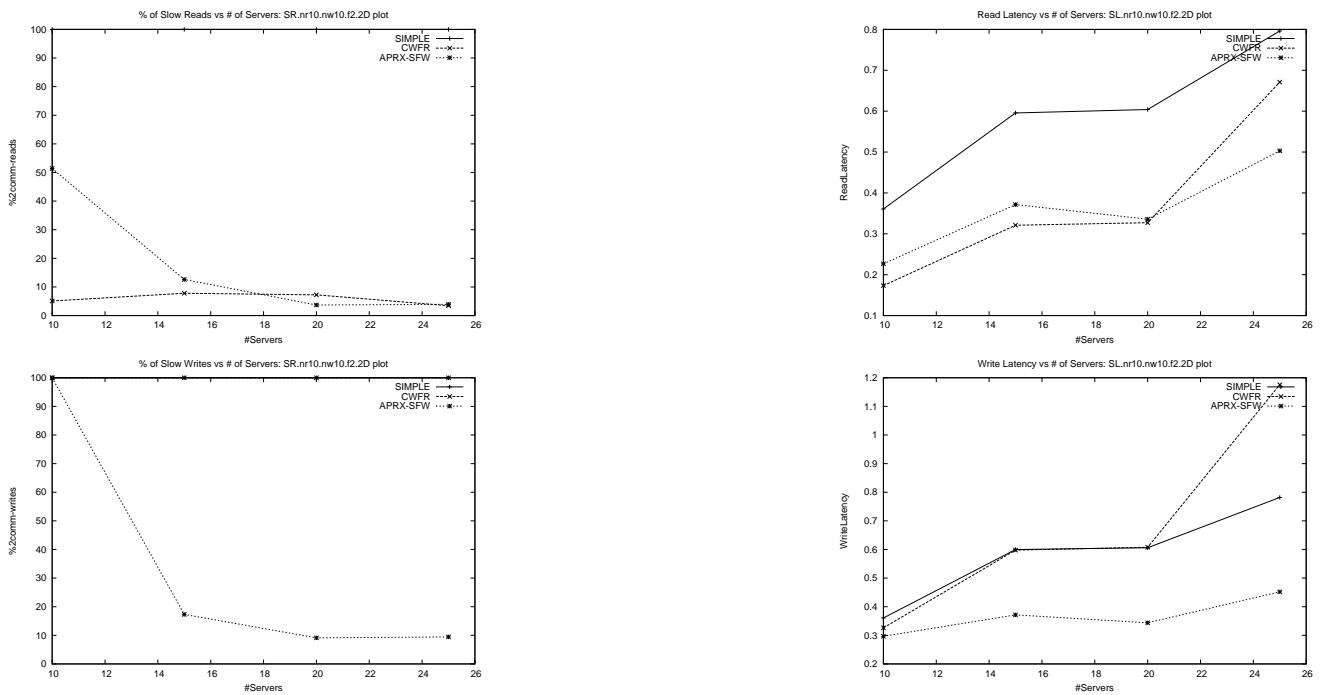 % of Slow Reads vs # of Servers: SR.nr10.nw10.f2.2D plot
100
90
80
70
60
50
40
30
20
10
0
%2comm-reads
SIMPLE
CWFR
APRX-SFW
10 12 14 16 18 20 22 24 26
#Servers
Read Latency vs # of Servers: SL.nr10.nw10.f2.2D plot
0.8
0.7
0.6
0.5
0.4
0.3
0.2
0.1
ReadLatency
SIMPLE
CWFR
APRX-SFW
10 12 14 16 18 20 22 24 26
#Servers
% of Slow Writes vs # of Servers: SR.nr10.nw10.f2.2D plot
100
90
80
70
60
50
40
30
20
10
0
%2comm-writes
SIMPLE
CWFR
APRX-SFW
10 12 14 16 18 20 22 24 26
#Servers
Write Latency vs # of Servers: SL.nr10.nw10.f2.2D plot
1.2
1.1
1
0.9
0.8
0.7
0.6
0.5
0.4
0.3
0.2
WriteLatency
SIMPLE
CWFR
APRX-SFW
10 12 14 16 18 20 22 24 26
#Servers